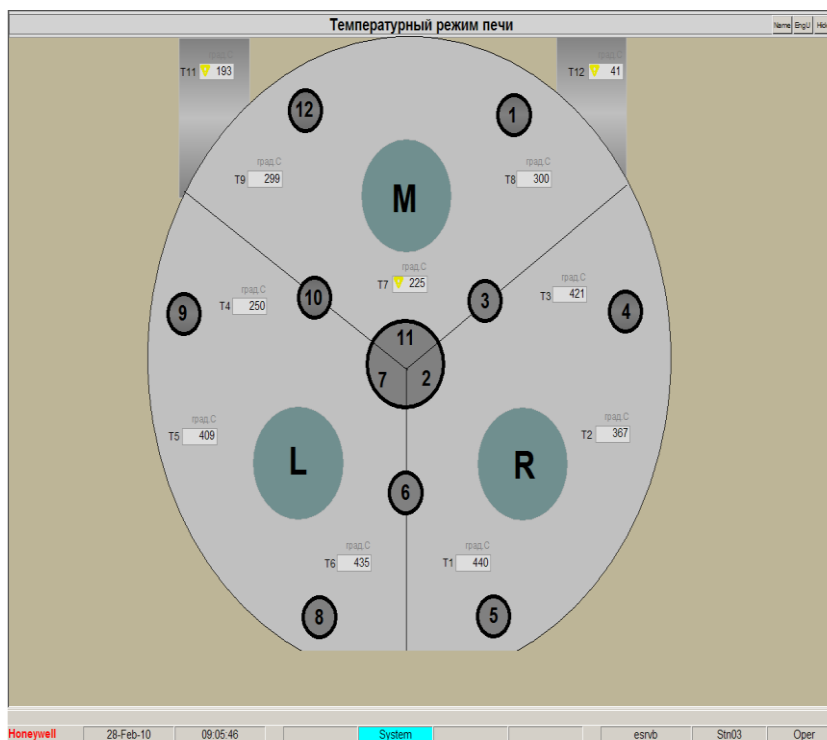 Температурный режим печи
Name EngU Hide
град.C
T11 193
град.C
T12 41
12
1
град.C
T9 299
град.C
T8 300
M
град.C
T7 225
град.C
T4 250
10
3
град.C
T3 421
9
4
11
7 2
град.C
T5 409
град.C
T2 367
L
R
6
град.C
T6 435
град.C
T1 440
8
5
Honeywell 28-Feb-10 09:05:46 System esrvb Stn03 Oper